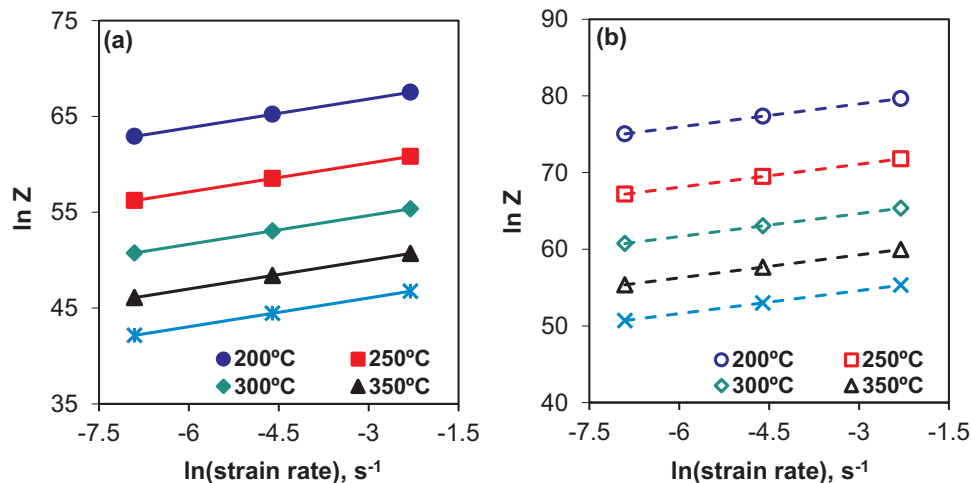 75
65
55
45
35
ln Z
(a)
200ºC
250ºC
300ºC
350ºC
-7.5 -6 -4.5 -3 -1.5
ln(strain rate), s-1
90
80
70
60
50
40
ln Z
(b)
200ºC
250ºC
300ºC
350ºC
-7.5 -6 -4.5 -3 -1.5
ln(strain rate), s-1